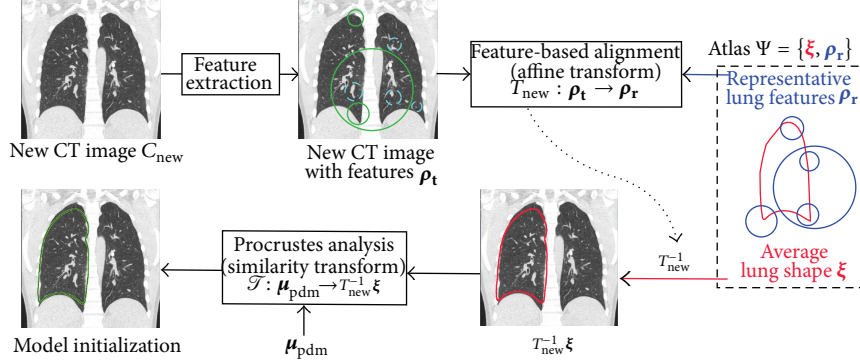 Feature
extraction
New CT image C_new
New CT image
with features ρ_t
Feature-based alignment
(affine transform)
T_new : ρ_t → ρ_r
Atlas Ψ = {ξ, ρ_r}
Representative
lung features ρ_r
Average
lung shape ξ
T_new^-1
T_new^-1 ξ
Procrustes analysis
(similarity transform)
𝒯̃ : μ_pdm → T_new^-1 ξ
μ_pdm
Model initialization